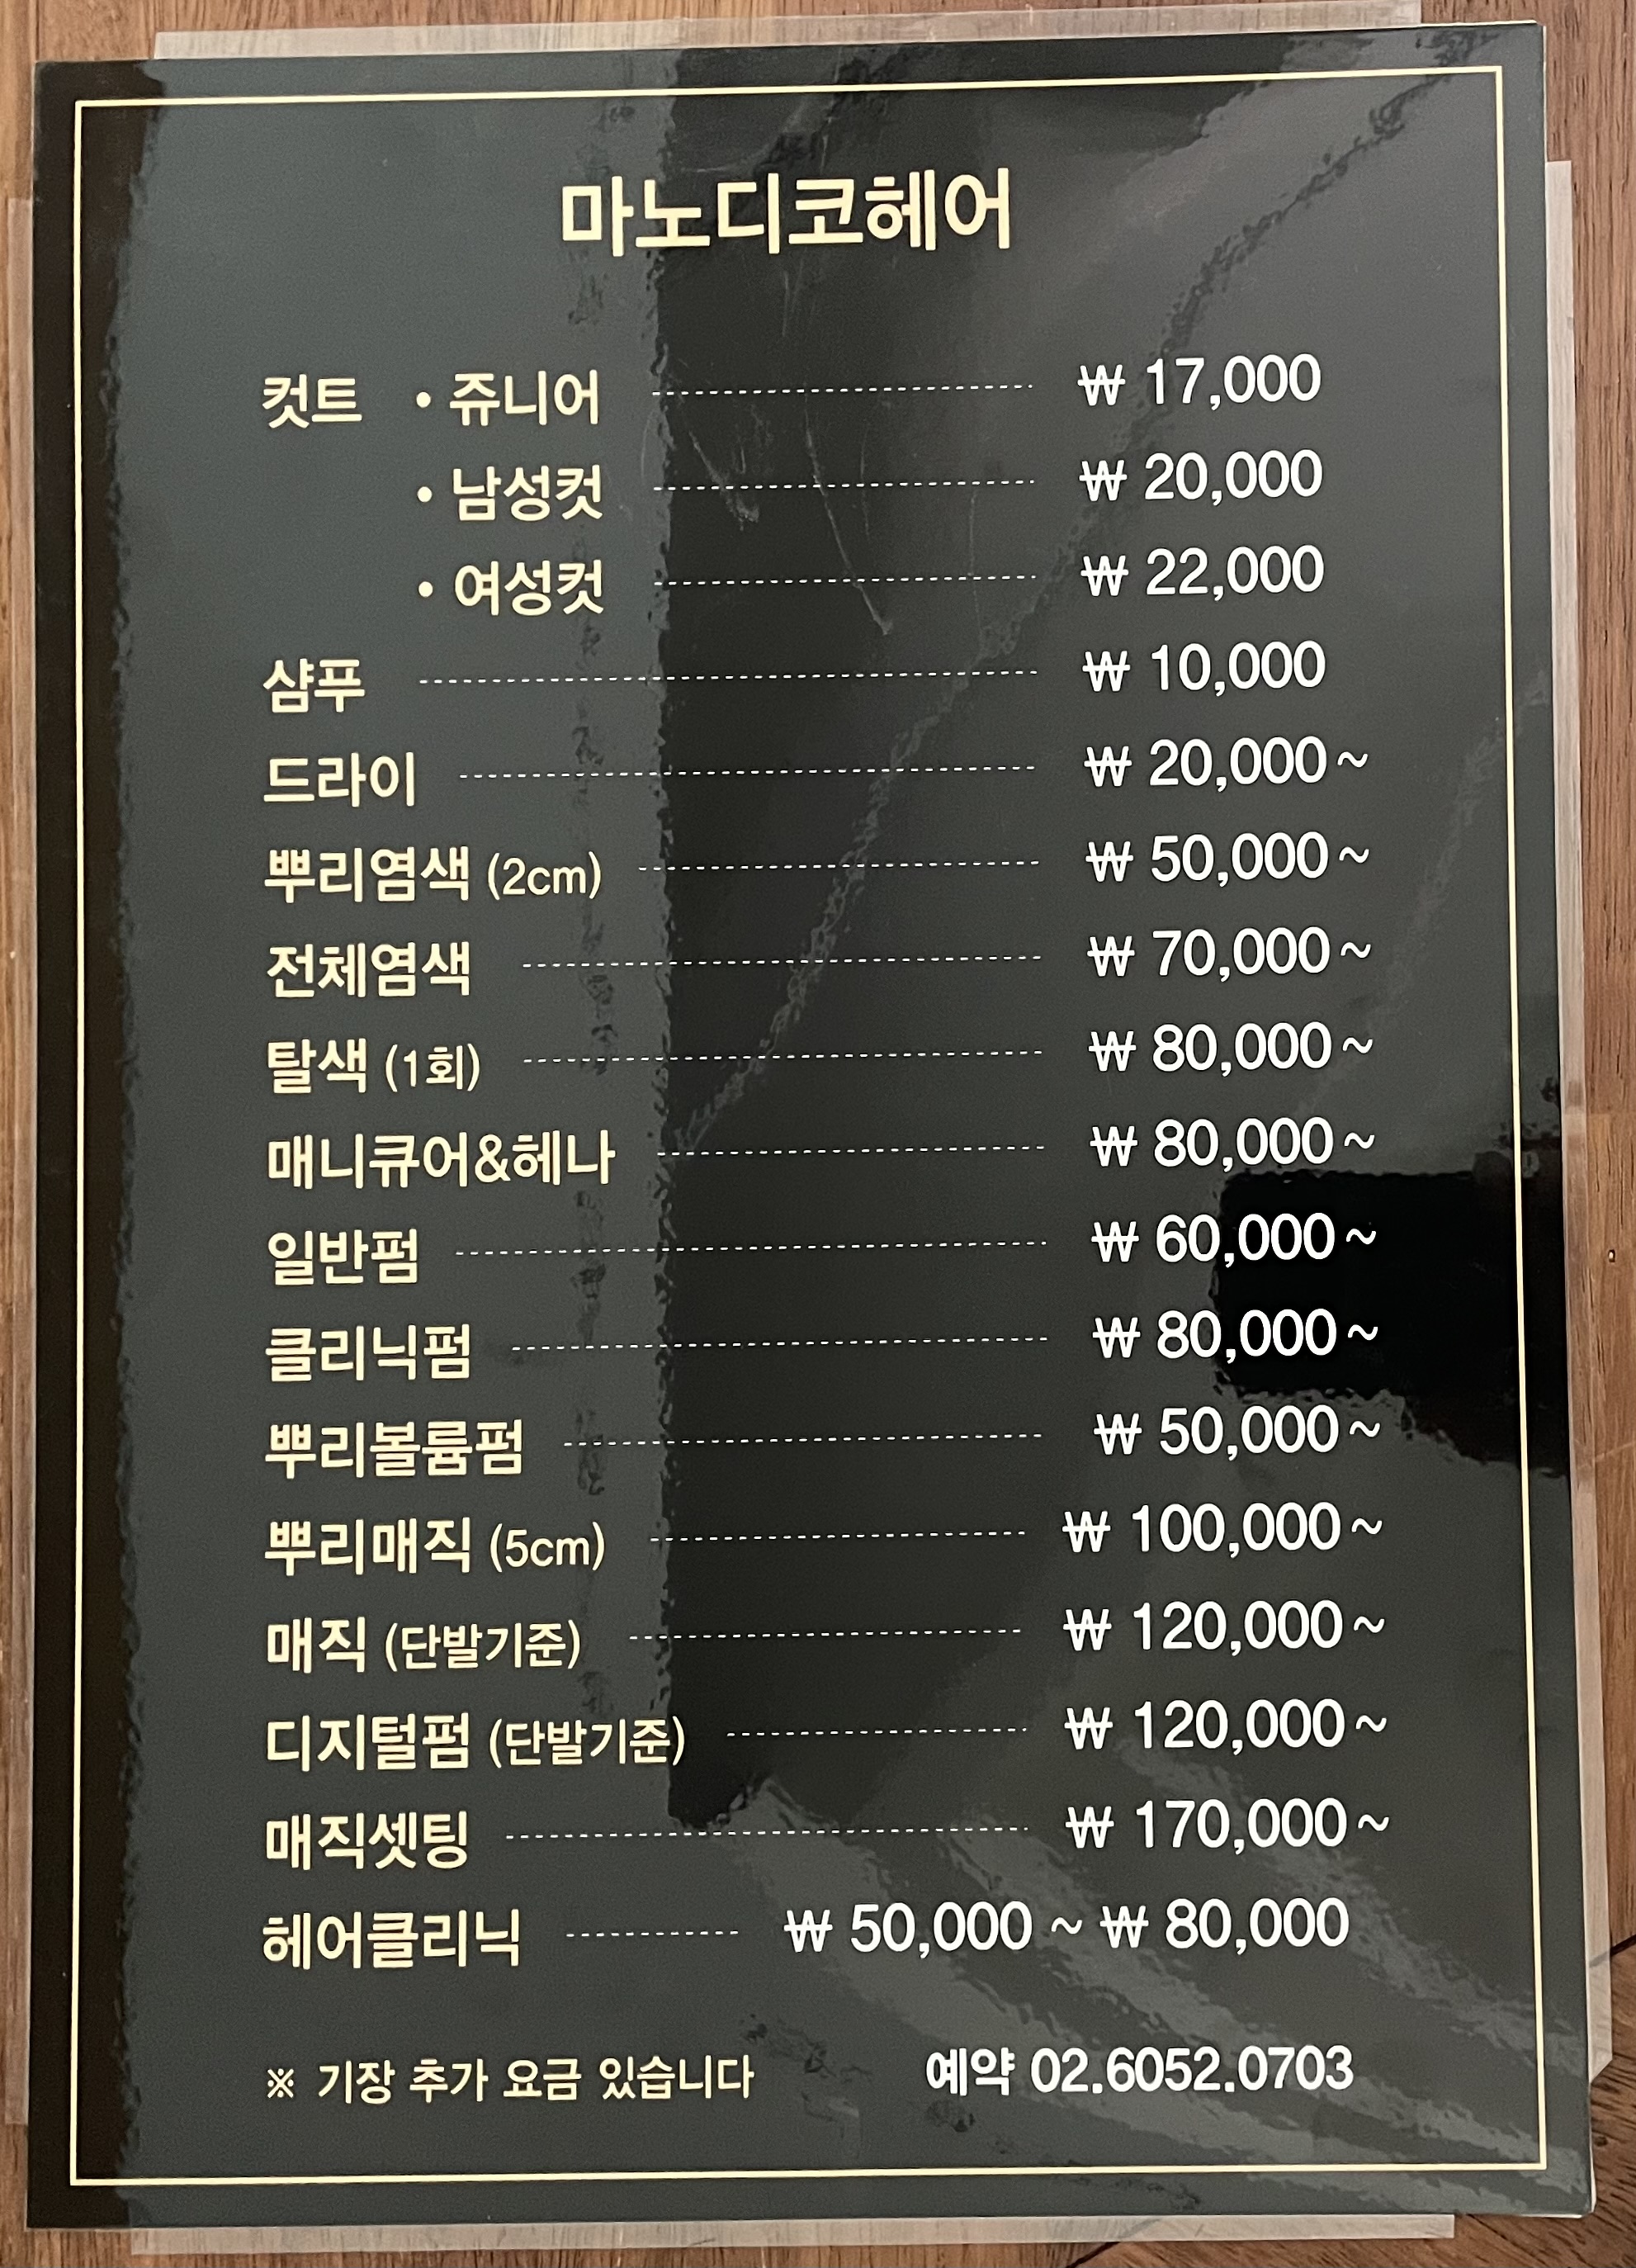 마노디코헤어
컷트 • 쥬니어 ₩ 17,000
• 남성컷 ₩ 20,000
• 여성컷 ₩ 22,000
샴푸 ₩ 10,000
드라이 ₩ 20,000~
뿌리염색 (2cm) ₩ 50,000~
전체염색 ₩ 70,000~
탈색 (1회) ₩ 80,000~
매니큐어&헤나 ₩ 80,000~
일반펌 ₩ 60,000~
클리닉펌 ₩ 80,000~
뿌리볼륨펌 ₩ 50,000~
뿌리매직 (5cm) ₩ 100,000~
매직 (단발기준) ₩ 120,000~
디지털펌 (단발기준) ₩ 120,000~
매직셋팅 ₩ 170,000~
헤어클리닉 ₩ 50,000 ~ ₩ 80,000
※ 기장 추가 요금 있습니다 예약 02.6052.0703